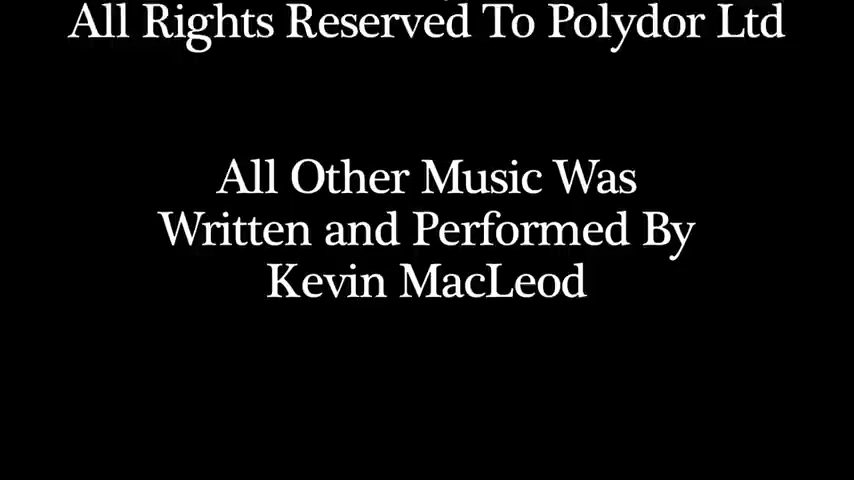 All Rights Reserved To Polydor Ltd
All Other Music Was
Written and Performed By
Kevin MacLeod